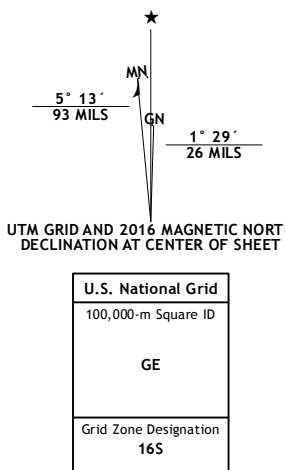 MN
GN
5° 13´
93 MILS
1° 29´
26 MILS
UTM GRID AND 2016 MAGNETIC NORTH
DECLINATION AT CENTER OF SHEET
U.S. National Grid
100,000-m Square ID
GE
Grid Zone Designation
16S